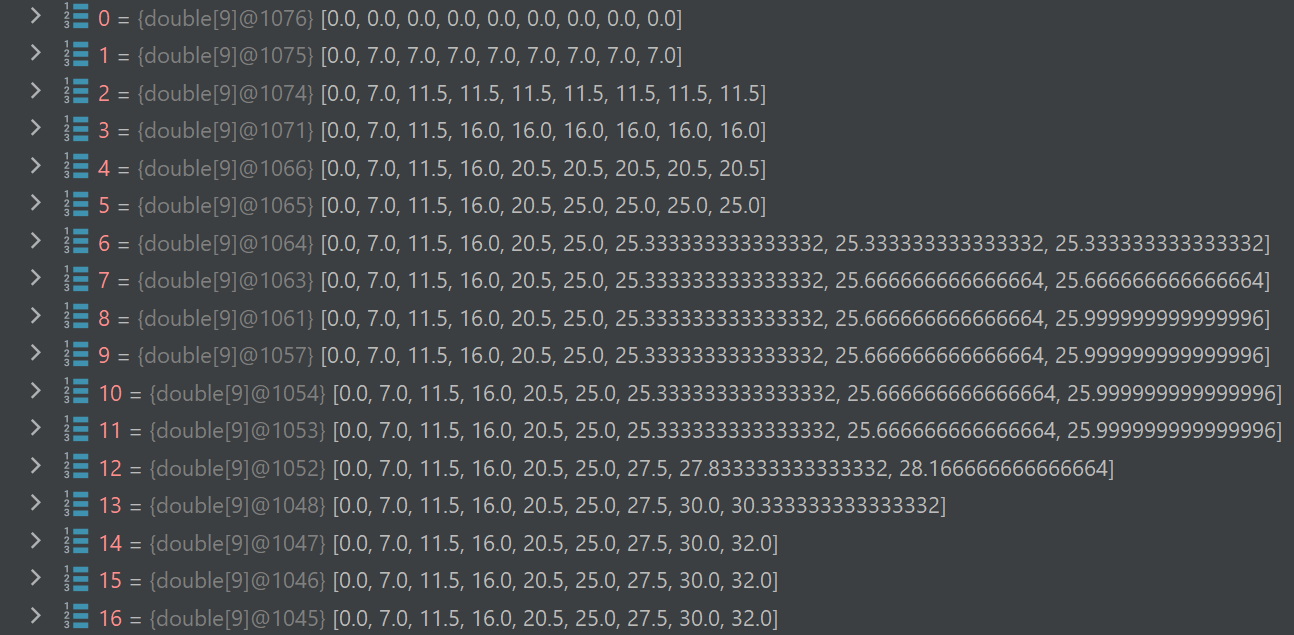 0 = {double[9]@1076} [0.0, 0.0, 0.0, 0.0, 0.0, 0.0, 0.0, 0.0, 0.0]
1 = {double[9]@1075} [0.0, 7.0, 7.0, 7.0, 7.0, 7.0, 7.0, 7.0, 7.0]
2 = {double[9]@1074} [0.0, 7.0, 11.5, 11.5, 11.5, 11.5, 11.5, 11.5, 11.5]
3 = {double[9]@1071} [0.0, 7.0, 11.5, 16.0, 16.0, 16.0, 16.0, 16.0, 16.0]
4 = {double[9]@1066} [0.0, 7.0, 11.5, 16.0, 20.5, 20.5, 20.5, 20.5, 20.5]
5 = {double[9]@1065} [0.0, 7.0, 11.5, 16.0, 20.5, 25.0, 25.0, 25.0, 25.0]
6 = {double[9]@1064} [0.0, 7.0, 11.5, 16.0, 20.5, 25.0, 25.333333333333332, 25.333333333333332, 25.333333333333332]
7 = {double[9]@1063} [0.0, 7.0, 11.5, 16.0, 20.5, 25.0, 25.333333333333332, 25.666666666666664, 25.666666666666664]
8 = {double[9]@1061} [0.0, 7.0, 11.5, 16.0, 20.5, 25.0, 25.333333333333332, 25.666666666666664, 25.999999999999996]
9 = {double[9]@1057} [0.0, 7.0, 11.5, 16.0, 20.5, 25.0, 25.333333333333332, 25.666666666666664, 25.999999999999996]
10 = {double[9]@1054} [0.0, 7.0, 11.5, 16.0, 20.5, 25.0, 25.333333333333332, 25.666666666666664, 25.999999999999996]
11 = {double[9]@1053} [0.0, 7.0, 11.5, 16.0, 20.5, 25.0, 25.333333333333332, 25.666666666666664, 25.999999999999996]
12 = {double[9]@1052} [0.0, 7.0, 11.5, 16.0, 20.5, 25.0, 27.5, 27.833333333333332, 28.166666666666664]
13 = {double[9]@1048} [0.0, 7.0, 11.5, 16.0, 20.5, 25.0, 27.5, 30.0, 30.333333333333332]
14 = {double[9]@1047} [0.0, 7.0, 11.5, 16.0, 20.5, 25.0, 27.5, 30.0, 32.0]
15 = {double[9]@1046} [0.0, 7.0, 11.5, 16.0, 20.5, 25.0, 27.5, 30.0, 32.0]
16 = {double[9]@1045} [0.0, 7.0, 11.5, 16.0, 20.5, 25.0, 27.5, 30.0, 32.0]